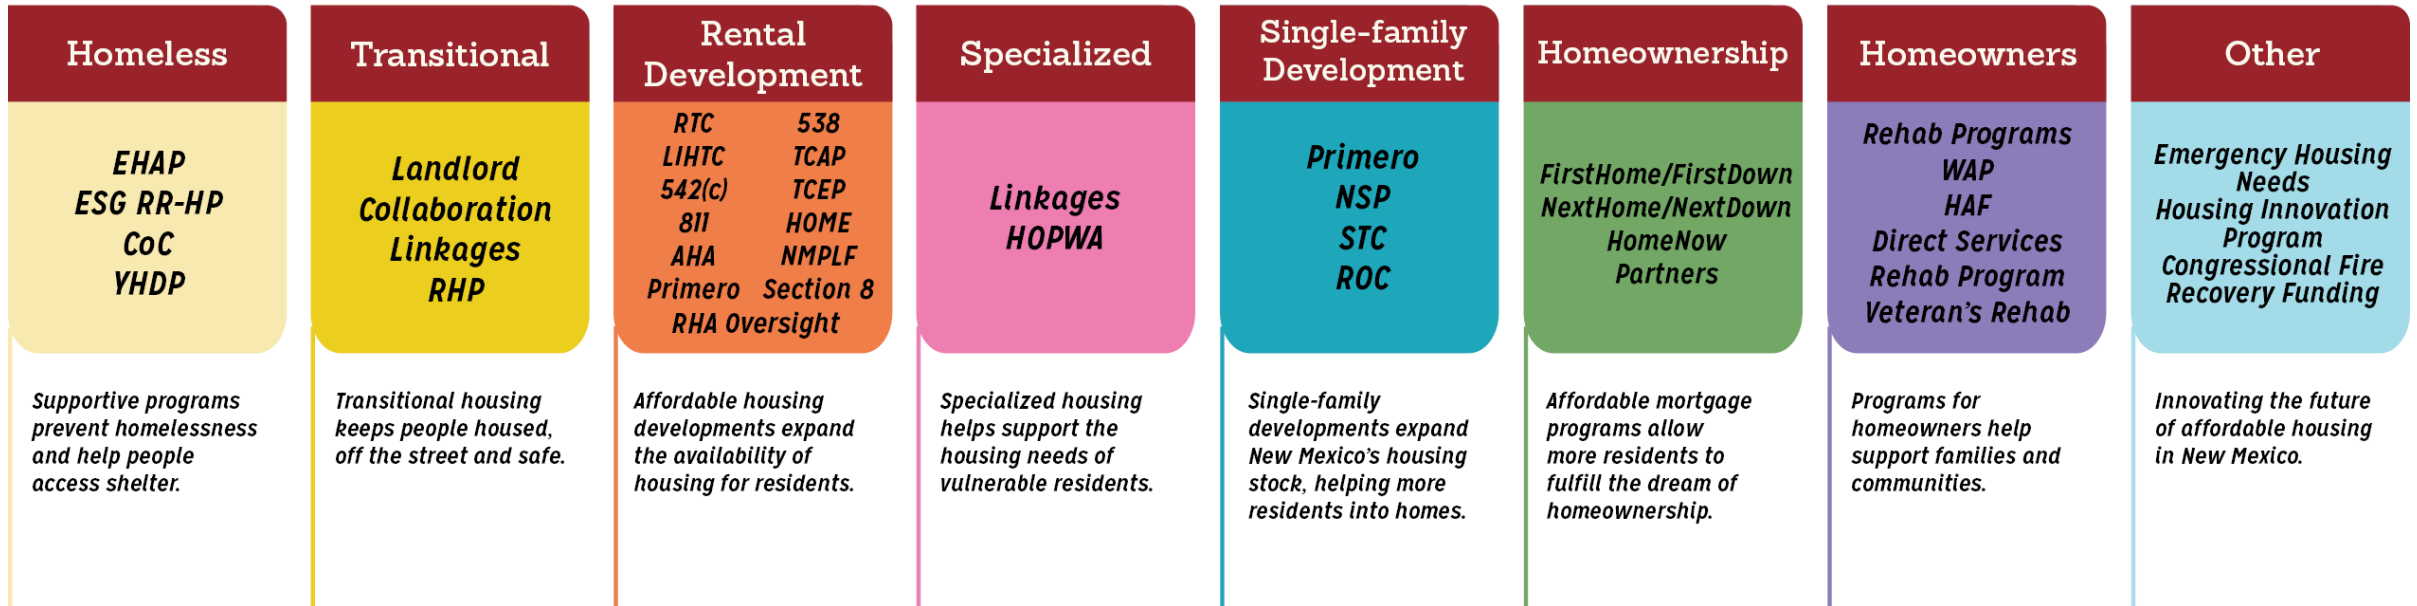 Homeless
EHAP
ESG RR-HP
CoC
YHDP
Supportive programs
prevent homelessness
and help people
access shelter.
Transitional
Landlord
Collaboration
Linkages
RHP
Transitional housing
keeps people housed,
off the street and safe.
Rental
Development
RTC 538
LIHTC TCAP
542(c) TCEP
811 HOME
AHA NMPLF
Primero Section 8
RHA Oversight
Affordable housing
developments expand
the availability of
housing for residents.
Specialized
Linkages
HOPWA
Specialized housing
helps support the
housing needs of
vulnerable residents.
Single-family
Development
Primero
NSP
STC
ROC
Single-family
developments expand
New Mexico's housing
stock, helping more
residents into homes.
Homeownership
FirstHome/FirstDown
NextHome/NextDown
HomeNow
Partners
Affordable mortgage
programs allow
more residents to
fulfill the dream of
homeownership.
Homeowners
Rehab Programs
WAP
HAF
Direct Services
Rehab Program
Veteran's Rehab
Programs for
homeowners help
support families and
communities.
Other
Emergency Housing
Needs
Housing Innovation
Program
Congressional Fire
Recovery Funding
Innovating the future
of affordable housing
in New Mexico.